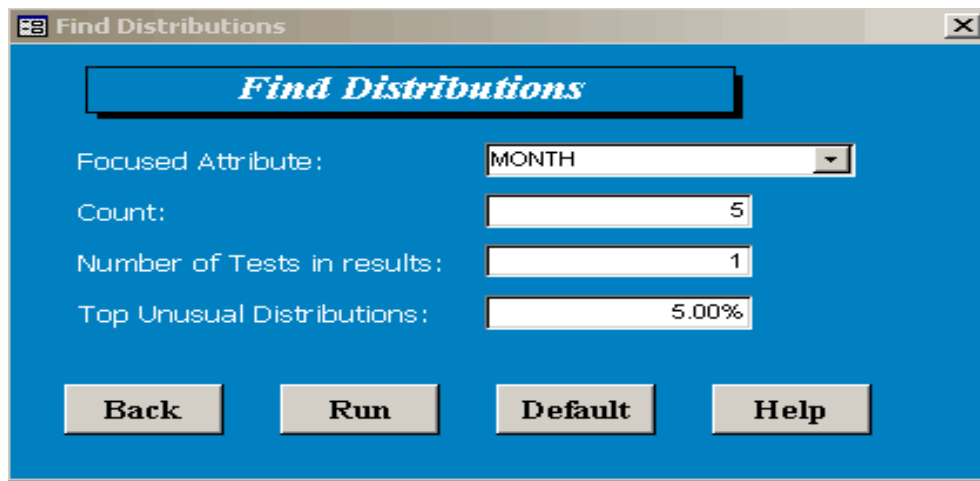 Find Distributions
Find Distributions
Focused Attribute: MONTH
Count: 5
Number of Tests in results: 1
Top Unusual Distributions: 5.00%
Back Run Default Help